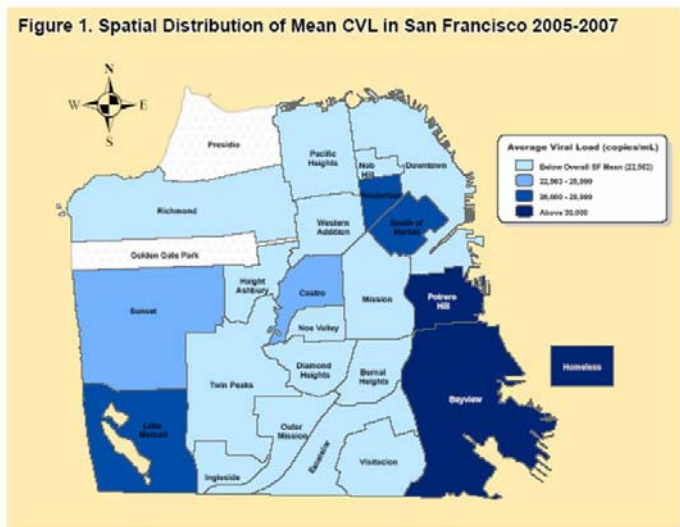 Figure 1. Spatial Distribution of Mean CVL in San Francisco 2005-2007
N
W E
S
Presidio
Pacific
Heights
Nob
Hill
Downtown
Average Viral Load (copies/mL)
Below Overall SF Mean (22,982)
22,983 - 25,000
26,000 - 29,999
Above 30,000
Tenderloin
Richmond
Western
Addition
South of
Market
Golden Gate Park
Haight
Ashbury
Castro
Mission
Potrero
Hill
Sunset
Noe Valley
Diamond
Heights
Bernal
Heights
Homeless
Twin Peaks
Bayview
Lake
Merced
Outer
Mission
Excelsior
Visitacion
Ingleside